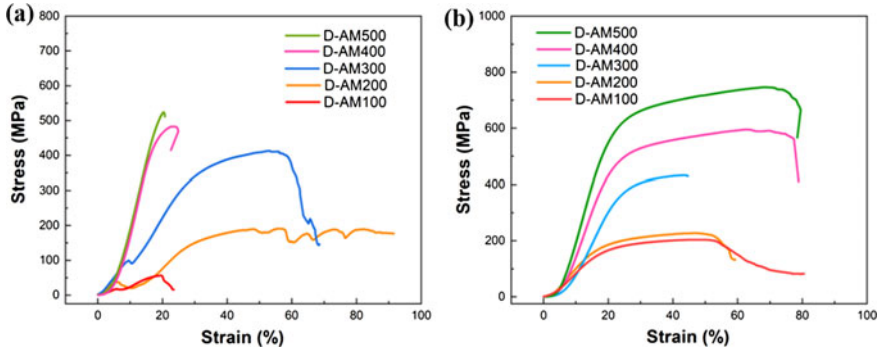 (a)
800
700
600
500
400
300
200
100
0
Stress (MPa)
D-AM500
D-AM400
D-AM300
D-AM200
D-AM100
0 20 40 60 80 100
Strain (%)
(b)
1000
800
600
400
200
0
Stress (MPa)
D-AM500
D-AM400
D-AM300
D-AM200
D-AM100
0 20 40 60 80 100
Strain (%)